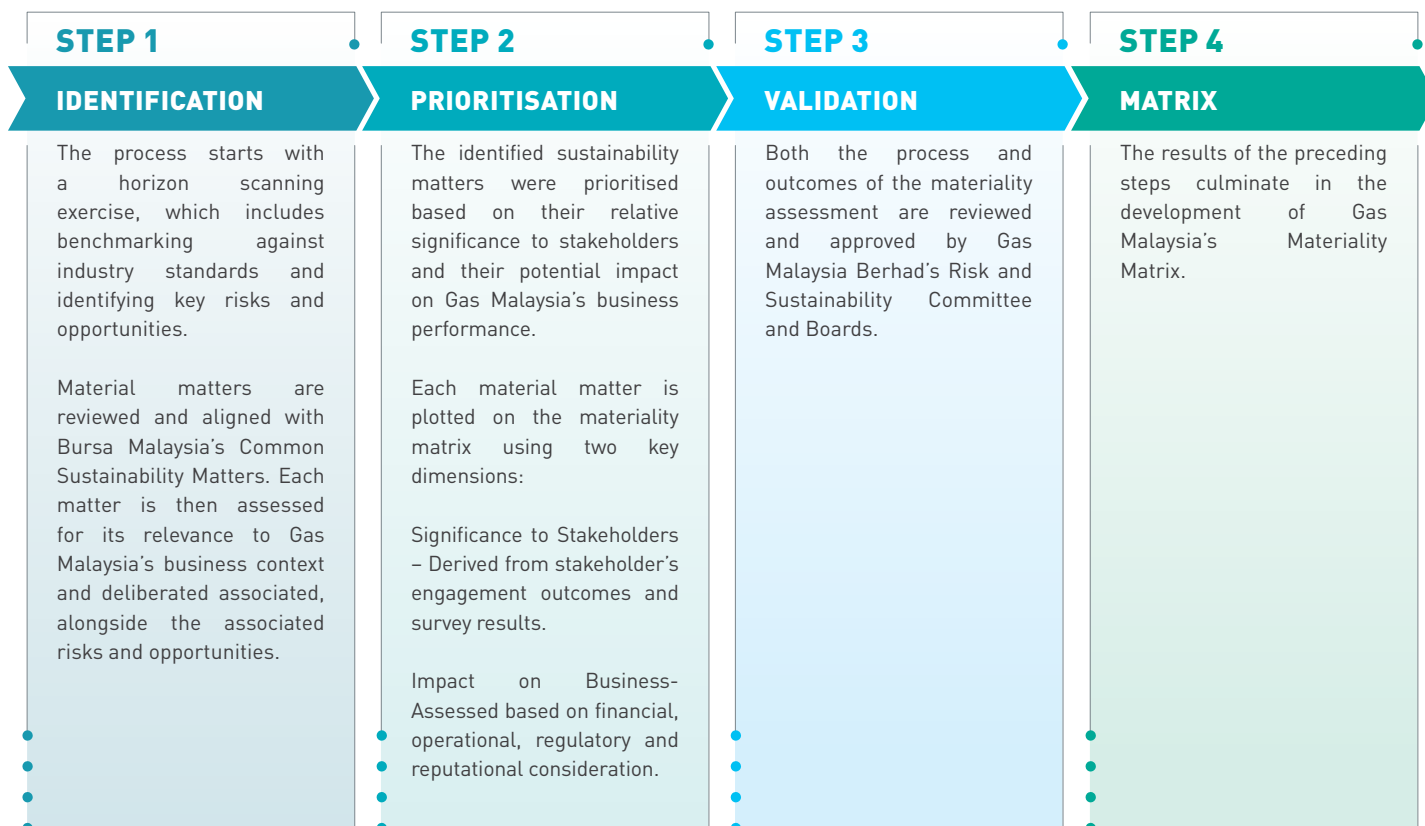 STEP 1
IDENTIFICATION
The process starts with
a horizon scanning
exercise, which includes
benchmarking against
industry standards and
identifying key risks and
opportunities.
Material matters are
reviewed and aligned with
Bursa Malaysia's Common
Sustainability Matters. Each
matter is then assessed
for its relevance to Gas
Malaysia's business context
and deliberated associated,
alongside the associated
risks and opportunities.
STEP 2
PRIORITISATION
The identified sustainability
matters were prioritised
based on their relative
significance to stakeholders
and their potential impact
on Gas Malaysia's business
performance.
Each material matter is
plotted on the materiality
matrix using two key
dimensions:
Significance to Stakeholders
– Derived from stakeholder's
engagement outcomes and
survey results.
Impact on Business-
Assessed based on financial,
operational, regulatory and
reputational consideration.
STEP 3
VALIDATION
Both the process and
outcomes of the materiality
assessment are reviewed
and approved by Gas
Malaysia Berhad's Risk and
Sustainability Committee
and Boards.
STEP 4
MATRIX
The results of the preceding
steps culminate in the
development of Gas
Malaysia's Materiality
Matrix.